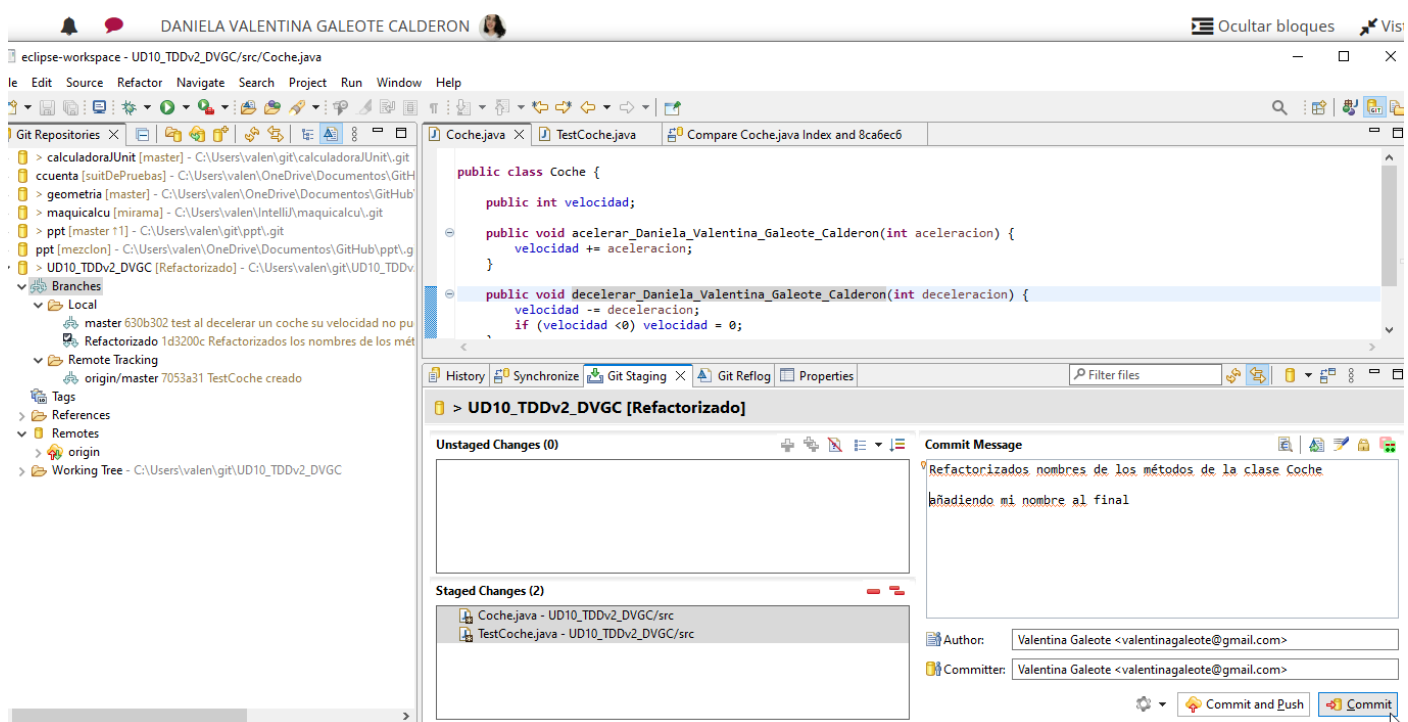 DANIELA VALENTINA GALEOTE CALDERON
Ocultar bloques
Vis
eclipse-workspace - UD10_TDDv2_DVGC/src/Coche.java
le Edit Source Refactor Navigate Search Project Run Window Help
Git Repositories
> calculadoraJUnit [master] - C:\Users\valen\git\calculadoraJUnit\.git
ccuenta [suitDePruebas] - C:\Users\valen\OneDrive\Documentos\GitH
> geometria [master] - C:\Users\valen\OneDrive\Documentos\GitHub
> maquicalcu [mirama] - C:\Users\valen\IntelliJ\maquicalcu\.git
> ppt [master ↑1] - C:\Users\valen\git\ppt\.git
ppt [mezclon] - C:\Users\valen\OneDrive\Documentos\GitHub\ppt\.g
> UD10_TDDv2_DVGC [Refactorizado] - C:\Users\valen\git\UD10_TDDv.
Branches
Local
master 630b302 test al decelerar un coche su velocidad no pu
Refactorizado 1d3200c Refactorizados los nombres de los mét
Remote Tracking
origin/master 7053a31 TestCoche creado
Tags
References
Remotes
origin
Working Tree - C:\Users\valen\git\UD10_TDDv2_DVGC
Coche.java
TestCoche.java
Compare Coche.java Index and 8ca6ec6
public class Coche {
public int velocidad;
public void acelerar_Daniela_Valentina_Galeote_Calderon(int aceleracion) {
velocidad += aceleracion;
}
public void decelerar_Daniela_Valentina_Galeote_Calderon(int deceleracion) {
velocidad -= deceleracion;
if (velocidad <0) velocidad = 0;
History
Synchronize
Git Staging
Git Reflog
Properties
Filter files
> UD10_TDDv2_DVGC [Refactorizado]
Unstaged Changes (0)
Staged Changes (2)
Coche.java - UD10_TDDv2_DVGC/src
TestCoche.java - UD10_TDDv2_DVGC/src
Commit Message
Refactorizados nombres de los métodos de la clase Coche
añadiendo mi nombre al final
Author: Valentina Galeote <valentinagaleote@gmail.com>
Committer: Valentina Galeote <valentinagaleote@gmail.com>
Commit and Push
Commit